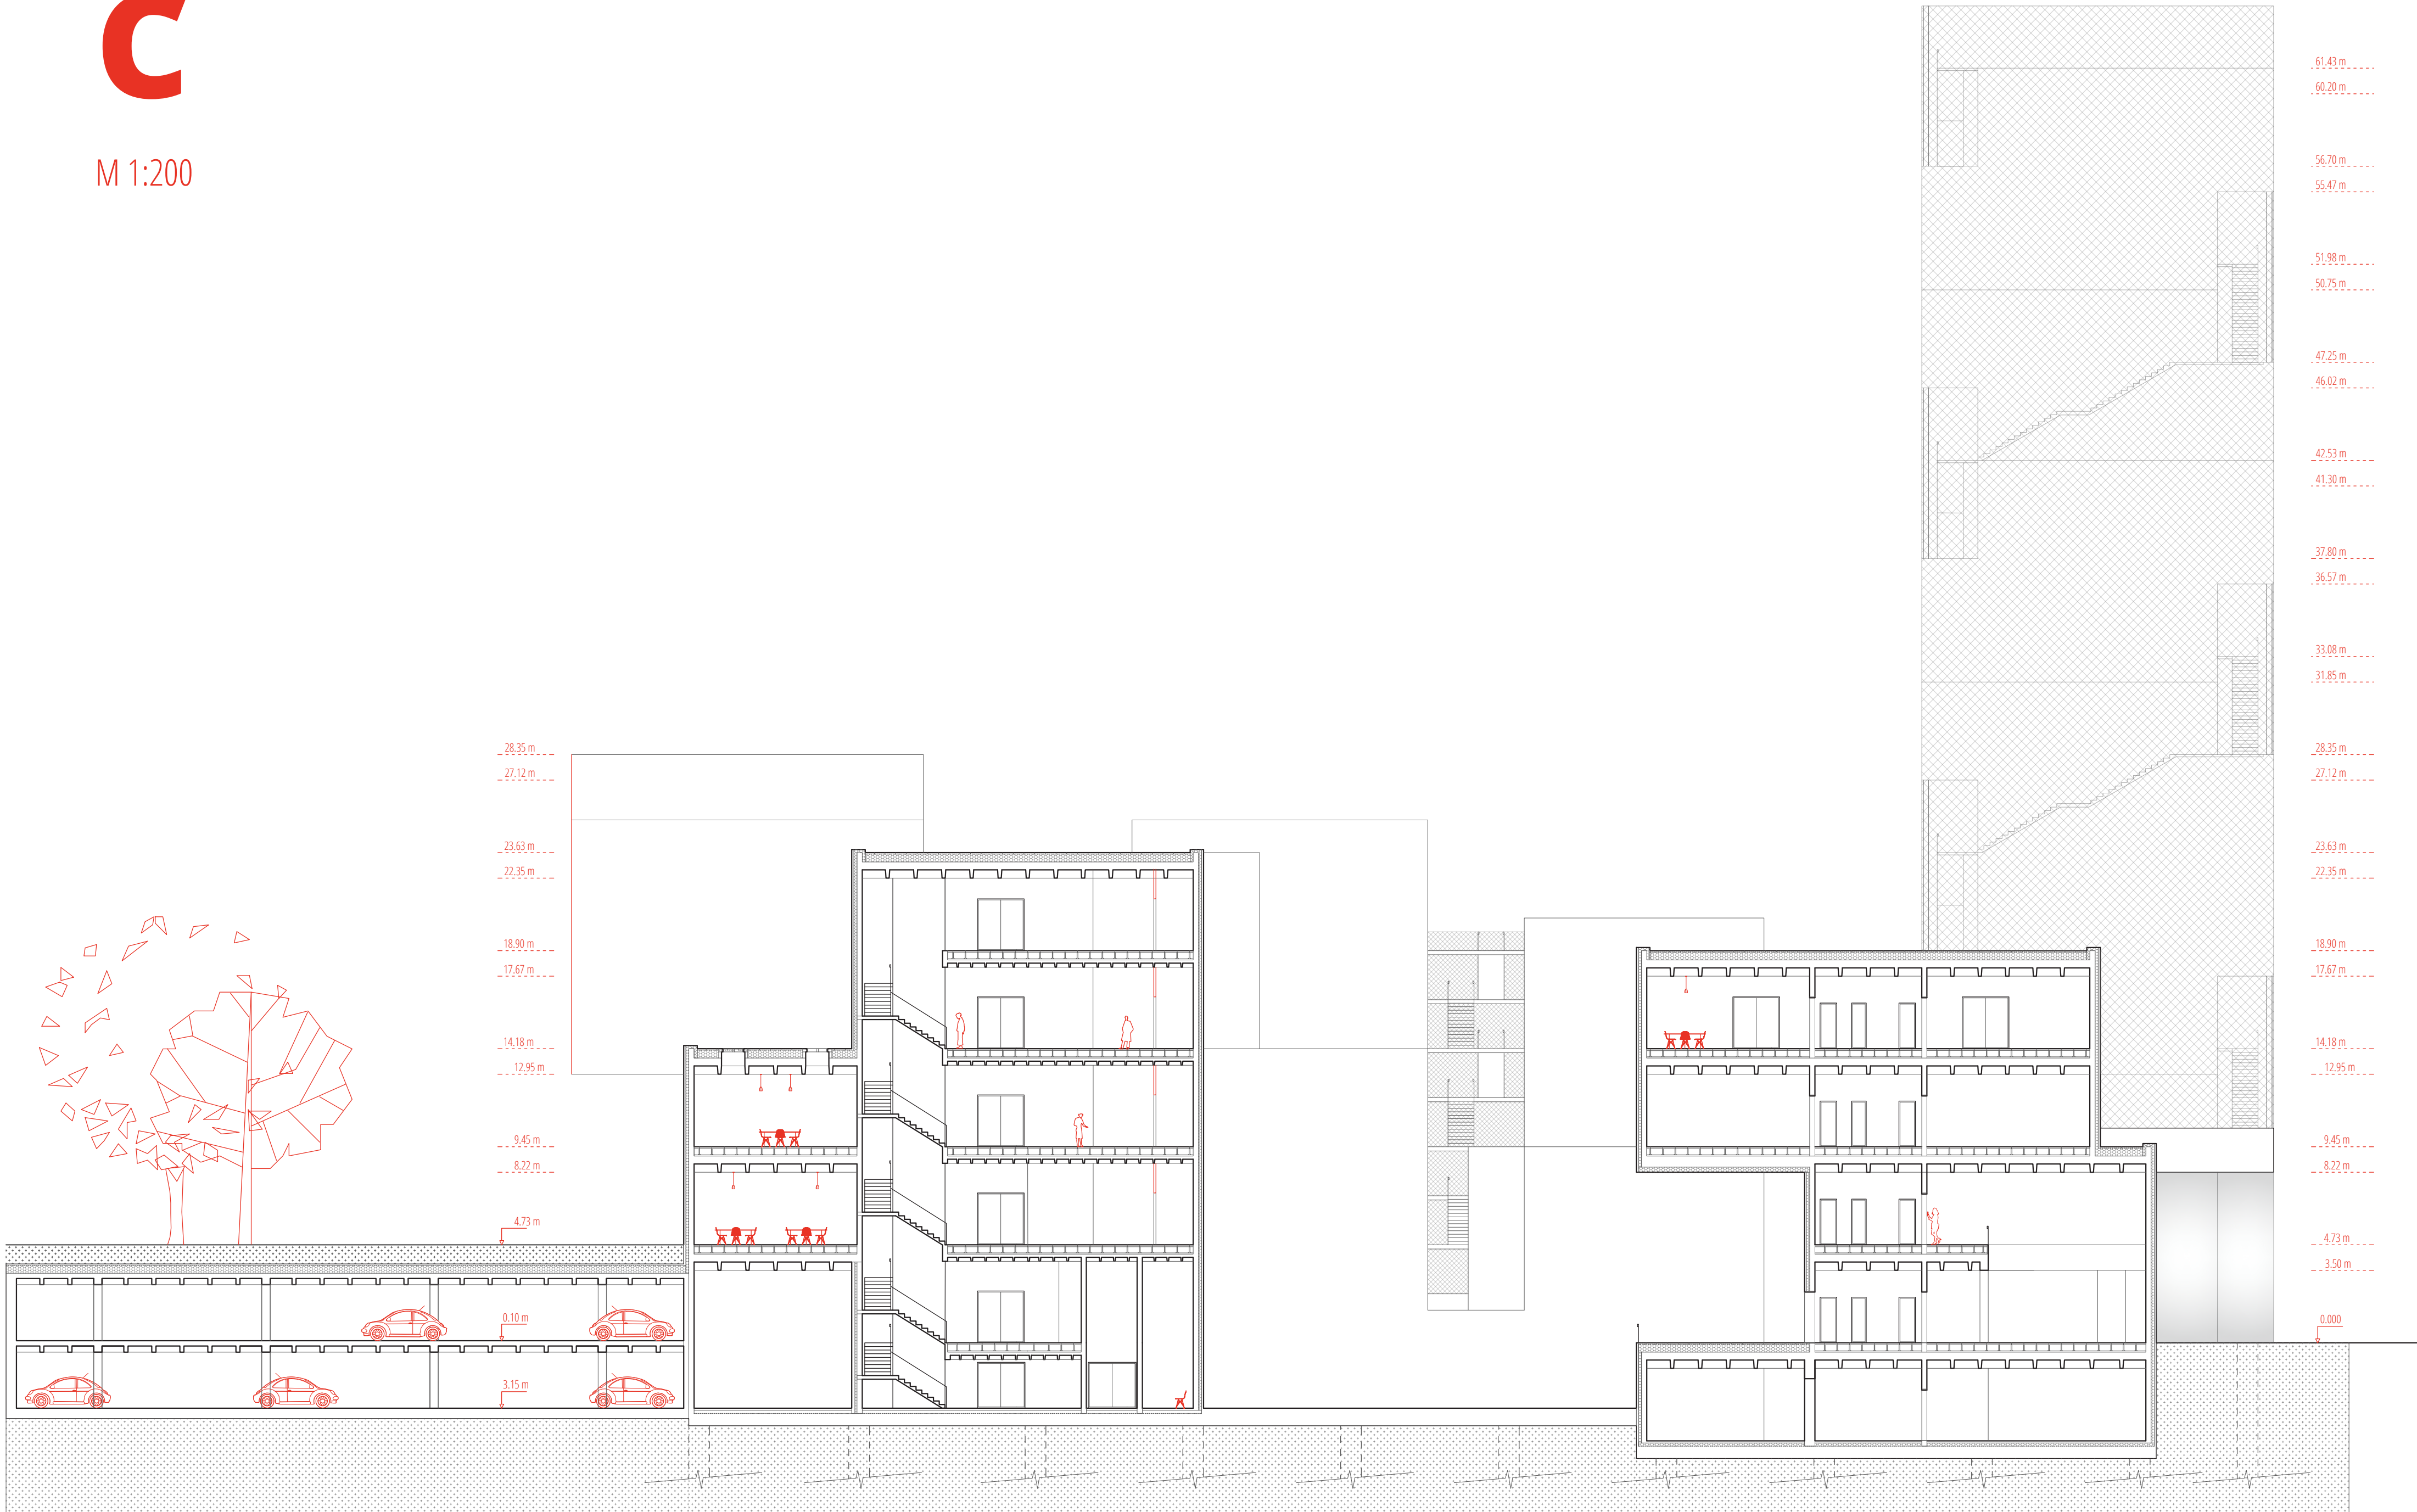 C
M 1:200
61.43 m
60.20 m
56.70 m
55.47 m
51.98 m
50.75 m
47.25 m
46.02 m
42.53 m
41.30 m
37.80 m
36.57 m
33.08 m
31.85 m
28.35 m
27.12 m
23.63 m
22.35 m
18.90 m
17.67 m
14.18 m
12.95 m
9.45 m
8.22 m
4.73 m
0.10 m
3.15 m
28.35 m
27.12 m
23.63 m
22.35 m
18.90 m
17.67 m
14.18 m
12.95 m
9.45 m
8.22 m
4.73 m
3.50 m
0.000